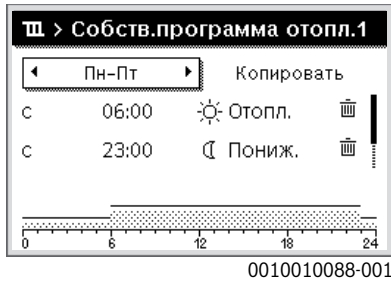 > Собств.программа отопл.1
Пн-Пт Копировать
с 06:00 Отопл.
с 23:00 Пониж.
0 6 12 18 24
0010010088-001